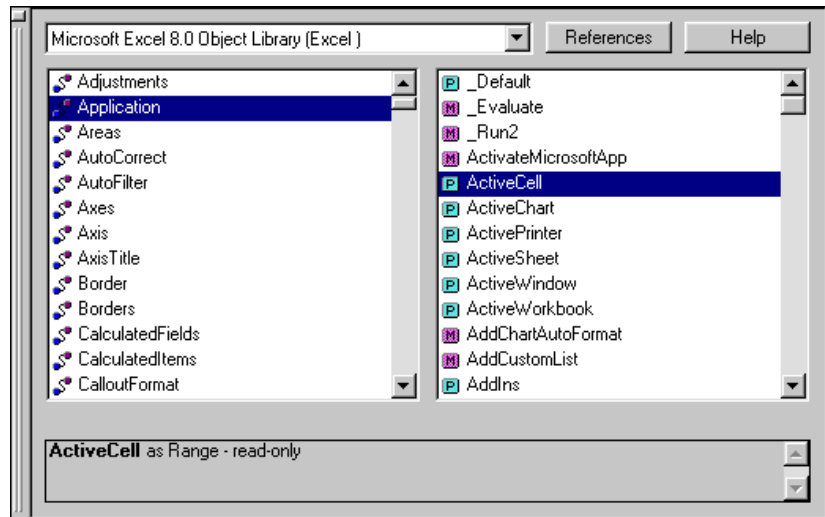 Microsoft Excel 8.0 Object Library (Excel )
References
Help
Adjustments
Application
Areas
AutoCorrect
AutoFilter
Axes
Axis
AxisTitle
Border
Borders
CalculatedFields
CalculatedItems
CalloutFormat
P _Default
M _Evaluate
M _Run2
M ActivateMicrosoftApp
P ActiveCell
P ActiveChart
P ActivePrinter
P ActiveSheet
P ActiveWindow
P ActiveWorkbook
M AddChartAutoFormat
M AddCustomList
P AddIns
ActiveCell as Range - read-only